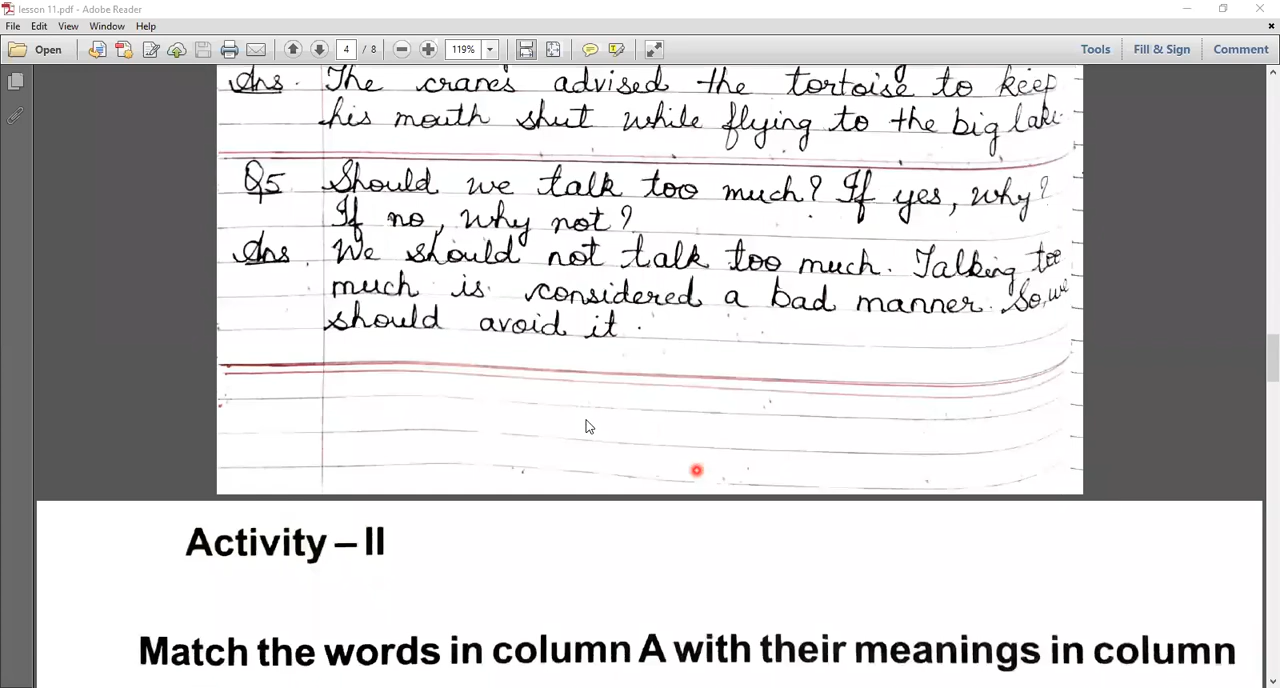 lesson 11.pdf - Adobe Reader
File Edit View Window Help
Open 4 / 8 119% Tools Fill & Sign Comment
Ans. The cranes advised the tortoise to keep
his mouth shut while flying to the big lake.
Q5 Should we talk too much? If yes, why?
If no, why not?
Ans. We should not talk too much. Talking too
much is considered a bad manner. So, we
should avoid it.
Activity – II
Match the words in column A with their meanings in column